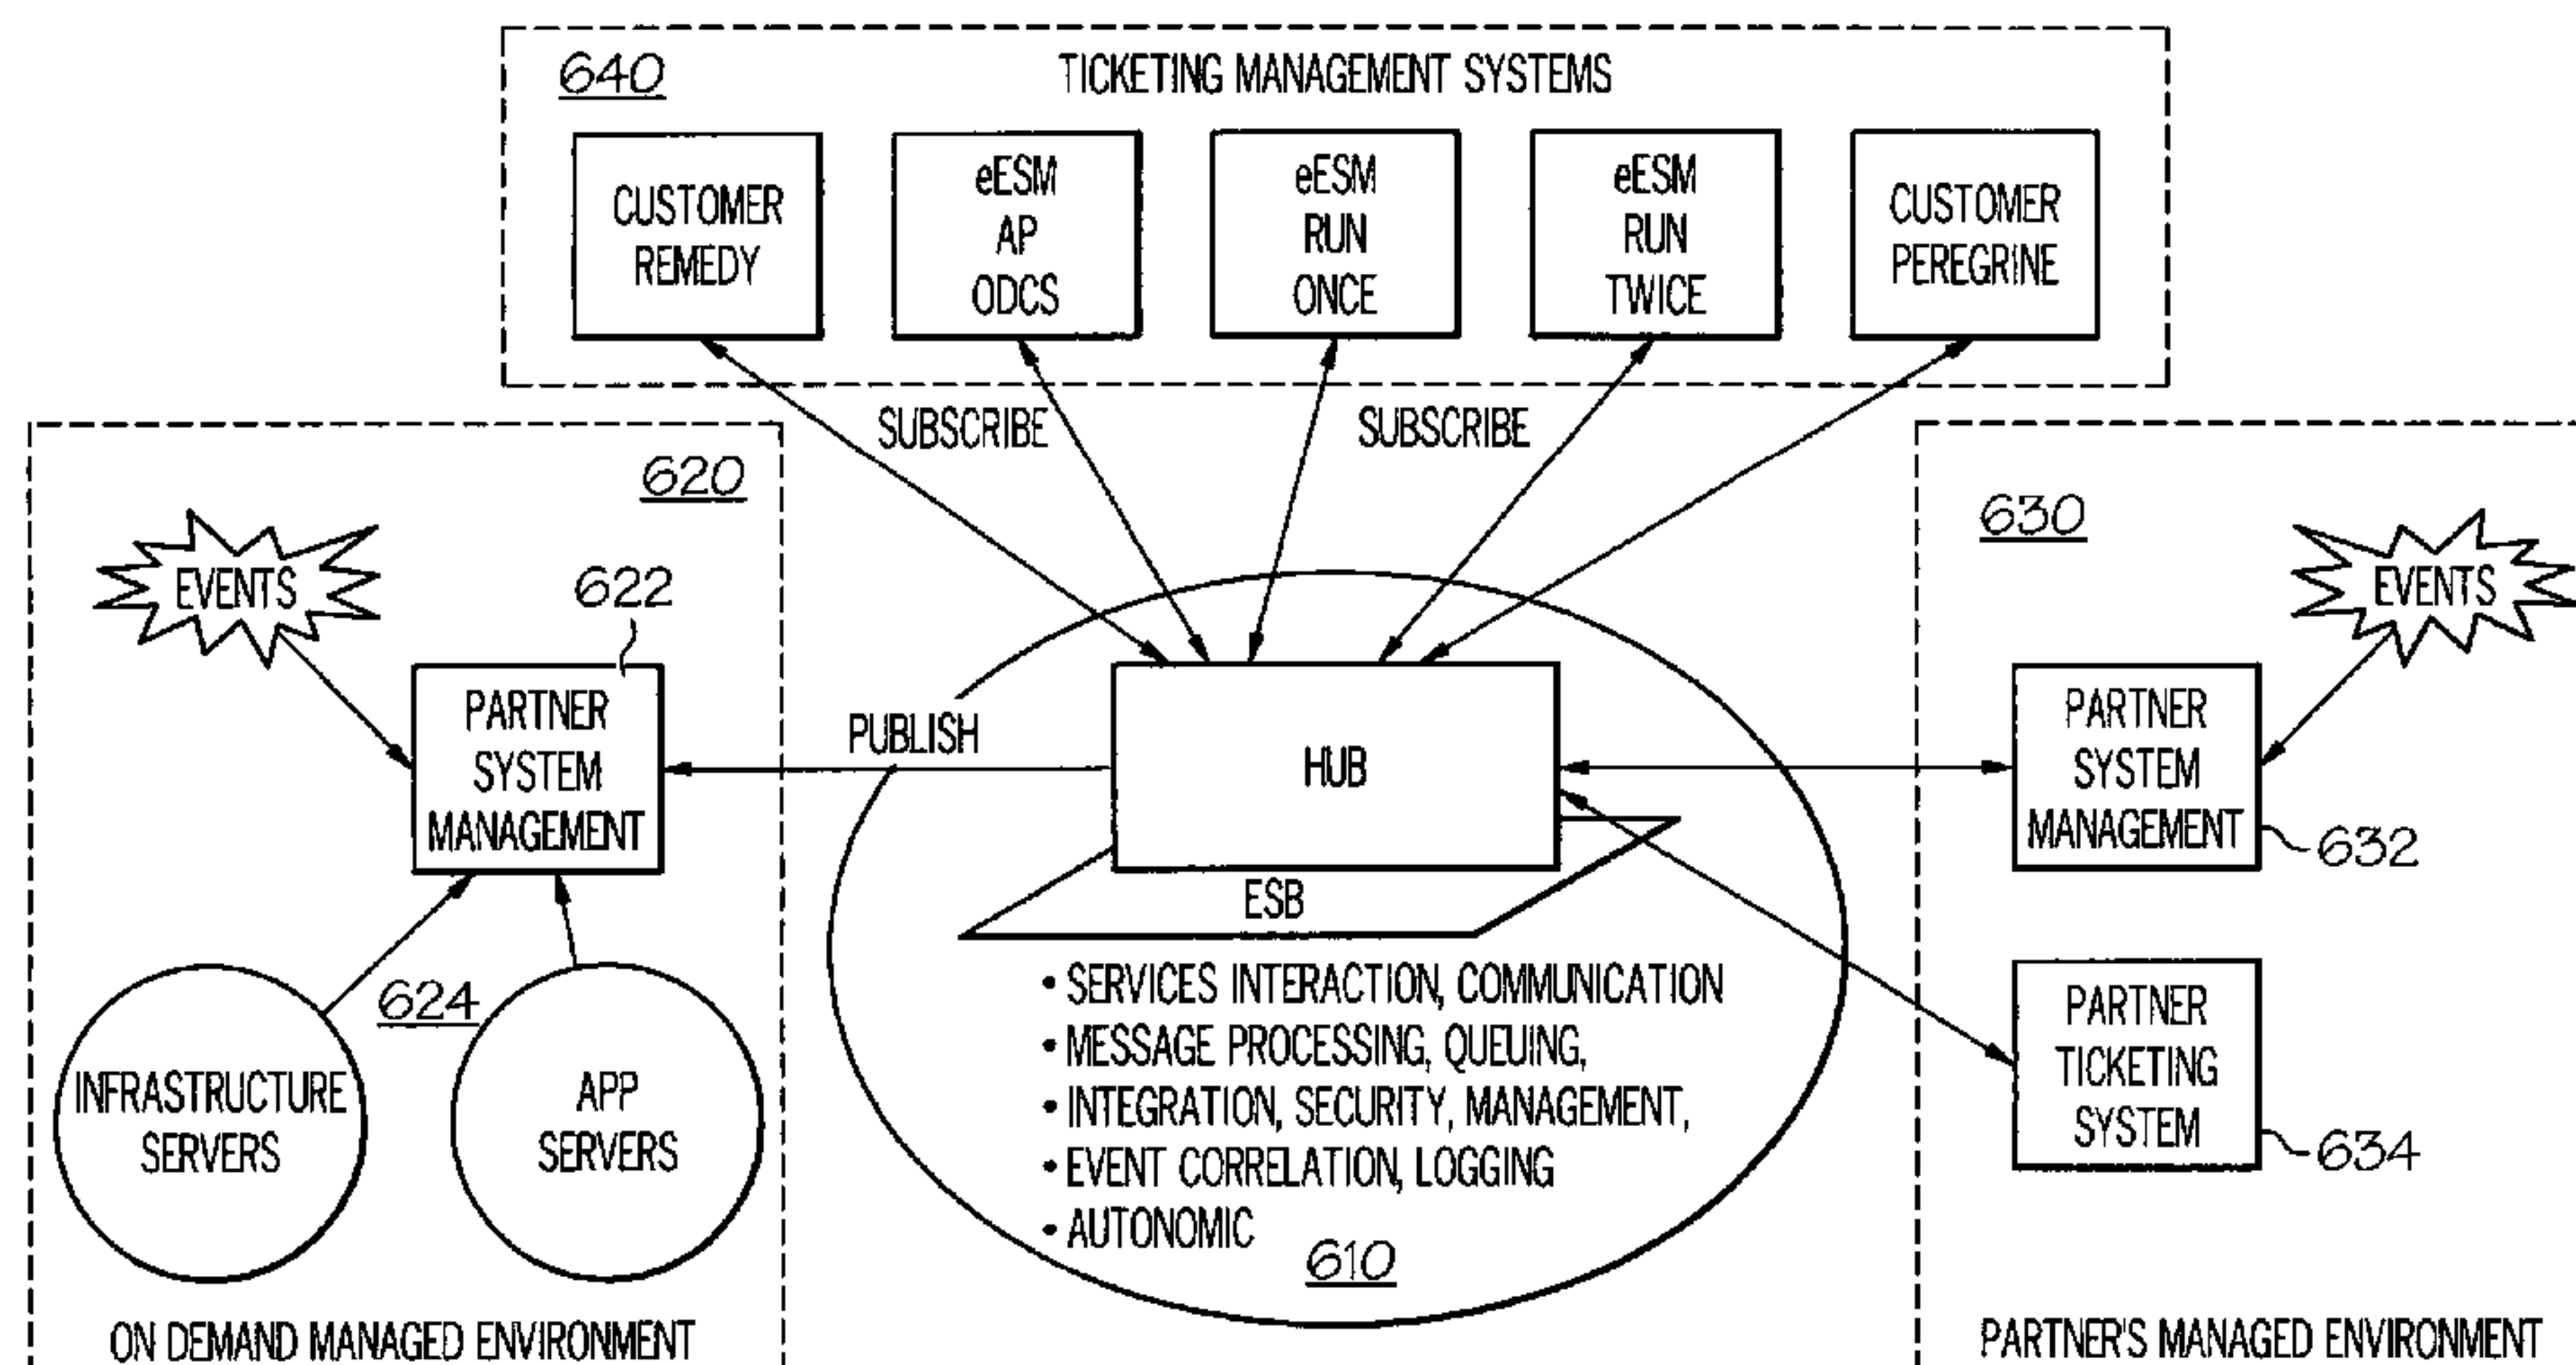 640
TICKETING MANAGEMENT SYSTEMS
CUSTOMER
REMEDY
eESM
AP
ODCS
eESM
RUN
ONCE
eESM
RUN
TWICE
CUSTOMER
PEREGRINE
SUBSCRIBE
SUBSCRIBE
620
EVENTS
622
PARTNER
SYSTEM
MANAGEMENT
624
INFRASTRUCTURE
SERVERS
APP
SERVERS
ON DEMAND MANAGED ENVIRONMENT
PUBLISH
HUB
ESB
• SERVICES INTERACTION, COMMUNICATION
• MESSAGE PROCESSING, QUEUING,
• INTEGRATION, SECURITY, MANAGEMENT,
• EVENT CORRELATION, LOGGING
• AUTONOMIC
610
630
EVENTS
PARTNER
SYSTEM
MANAGEMENT
632
PARTNER
TICKETING
SYSTEM
634
PARTNER'S MANAGED ENVIRONMENT